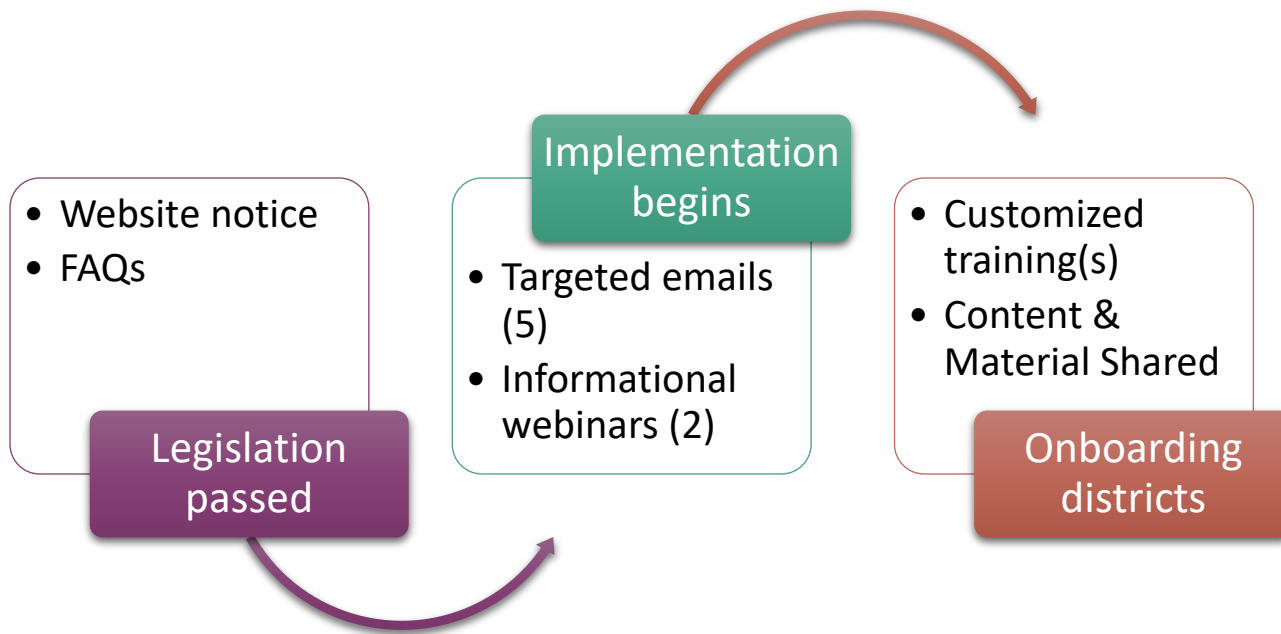 • Website notice
• FAQs
Legislation
passed
Implementation
begins
• Targeted emails
(5)
• Informational
webinars (2)
• Customized
training(s)
• Content &
Material Shared
Onboarding
districts